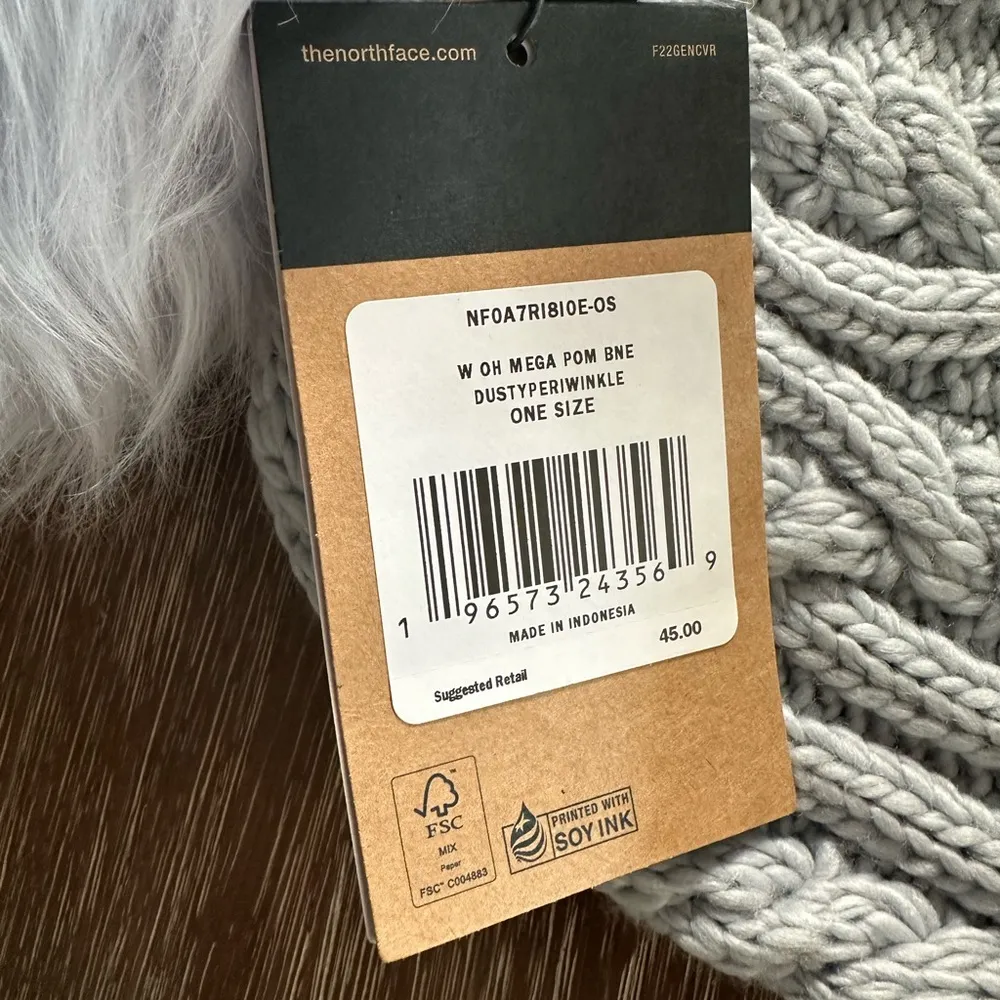 thenorthface.com
F22GENCVR
NF0A7RI8I0E-OS
W OH MEGA POM BNE
DUSTYPERIWINKLE
ONE SIZE
1 96573 24356 9
MADE IN INDONESIA
45.00
Suggested Retail
FSC
MIX
Paper
FSC™ C004883
PRINTED WITH
SOY INK